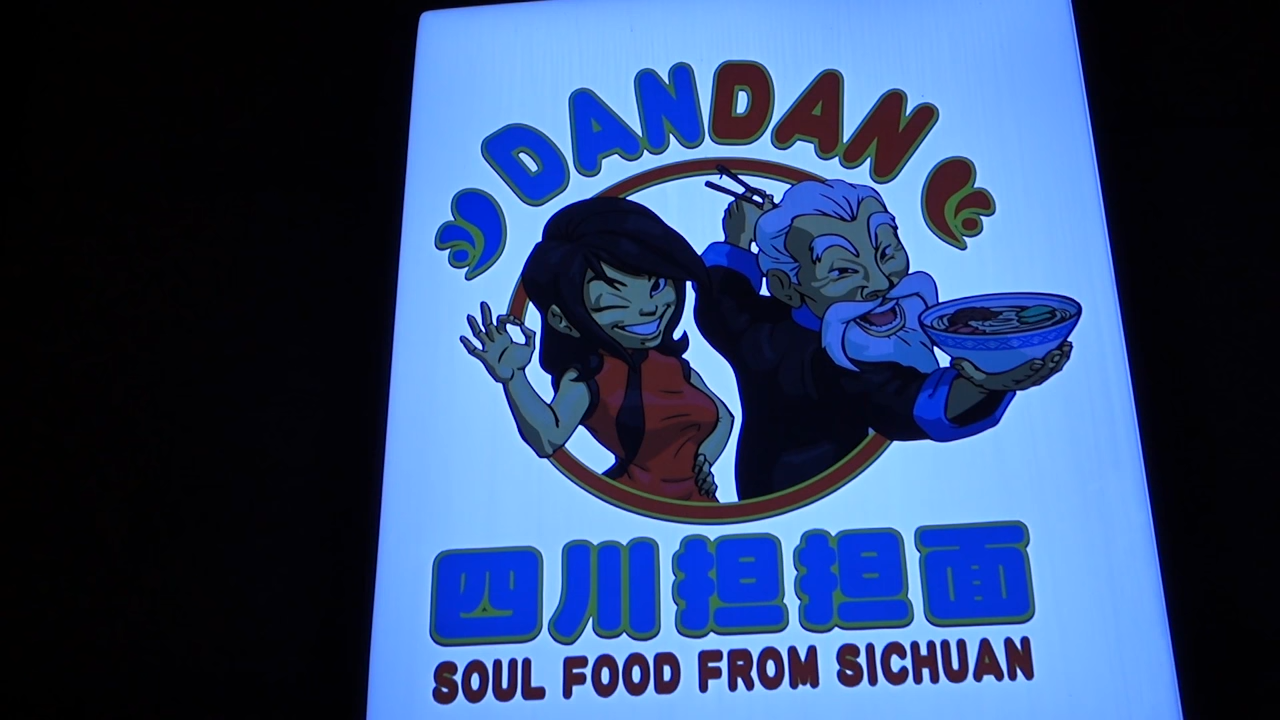 DANDAN
四川担担面
SOUL FOOD FROM SICHUAN